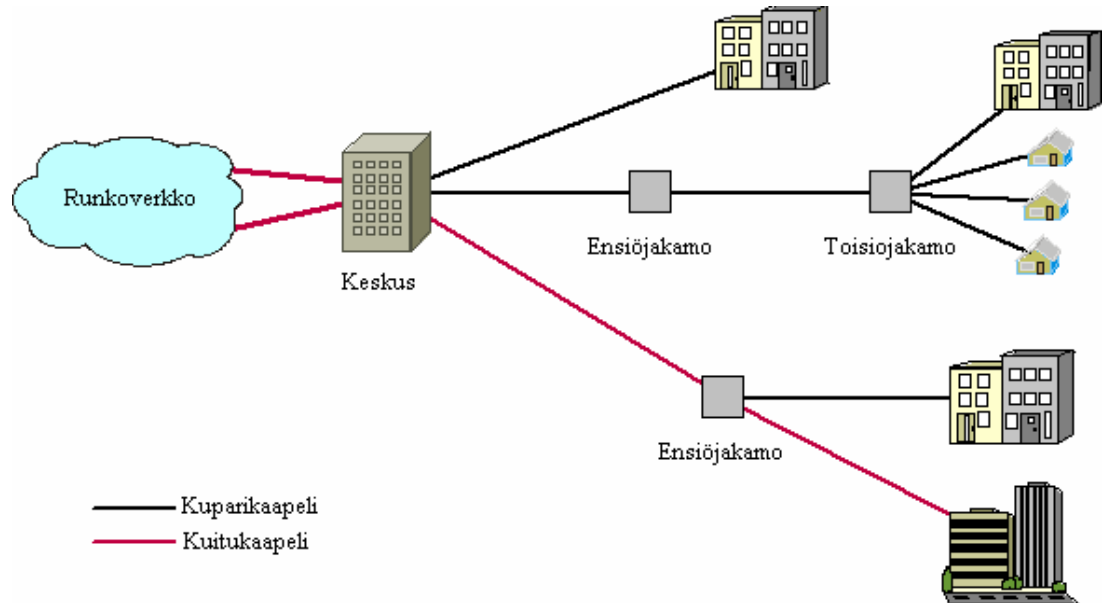 Runkoverkko
Keskus
Ensiöjakamo
Toisiojakamo
Ensiöjakamo
Kuparikaapeli
Kuitukaapeli